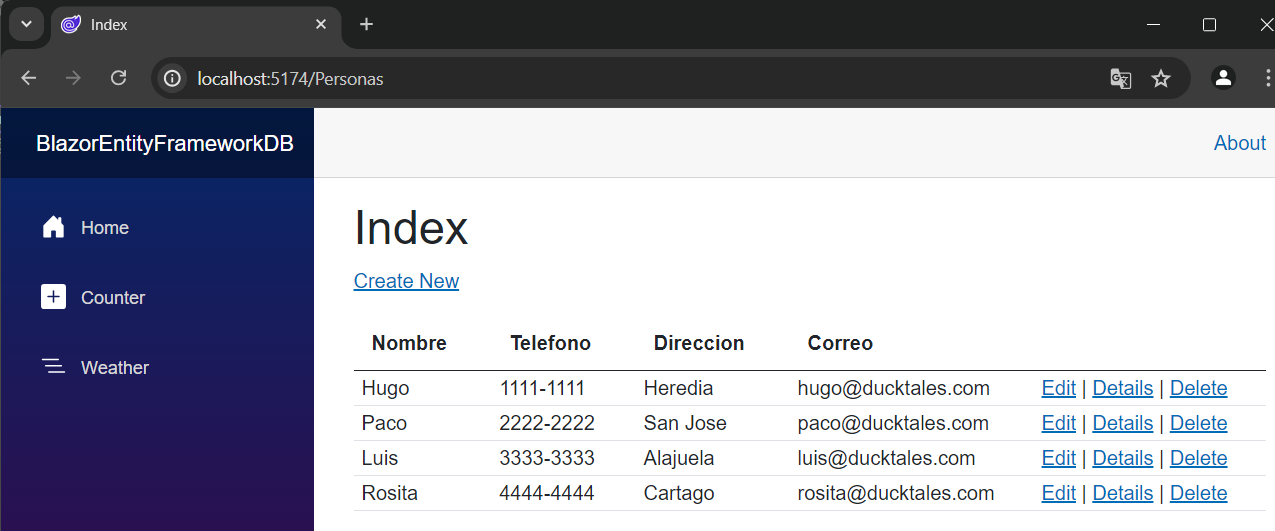 Index
localhost:5174/Personas
BlazorEntityFrameworkDB
About
Home
Counter
Weather
Index
Create New
Nombre Telefono Direccion Correo
Hugo 1111-1111 Heredia hugo@ducktales.com Edit | Details | Delete
Paco 2222-2222 San Jose paco@ducktales.com Edit | Details | Delete
Luis 3333-3333 Alajuela luis@ducktales.com Edit | Details | Delete
Rosita 4444-4444 Cartago rosita@ducktales.com Edit | Details | Delete